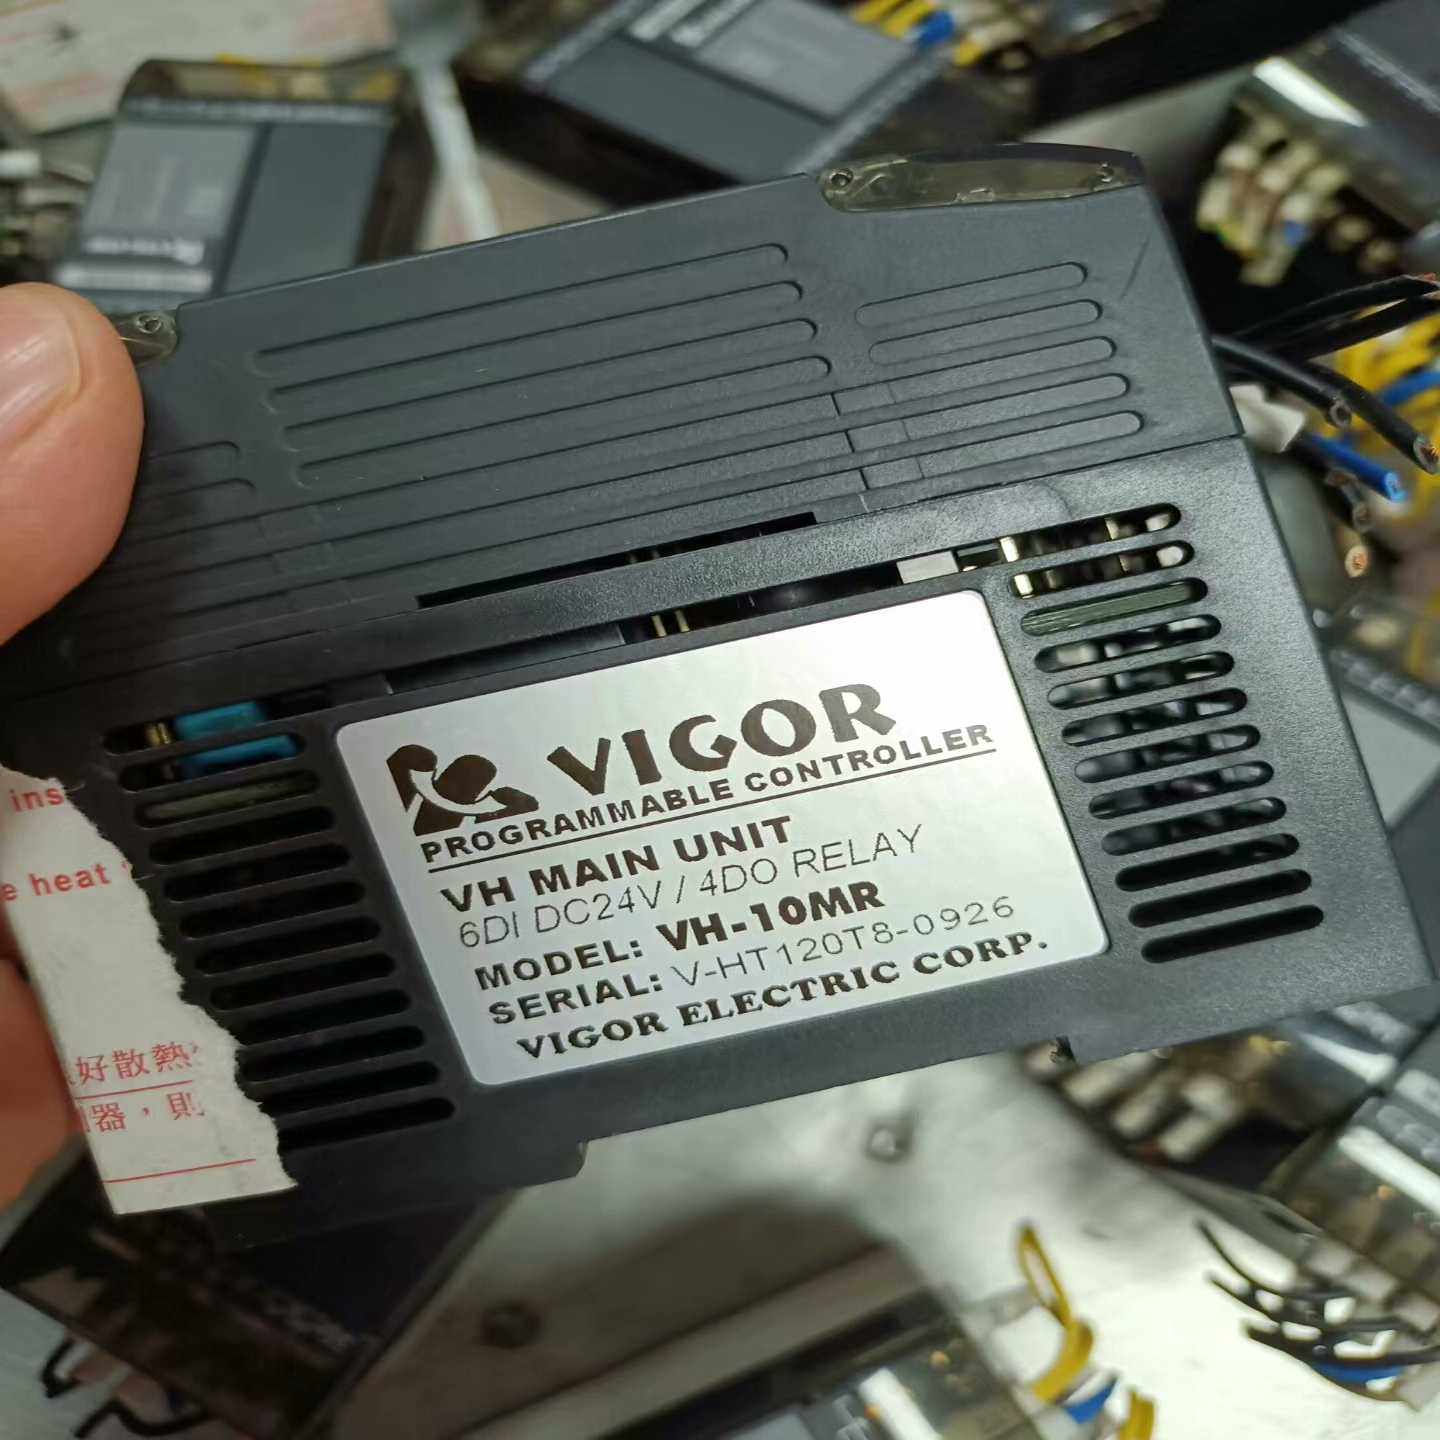 VIGOR
PROGRAMMABLE CONTROLLER
VH MAIN UNIT
6DI DC24V / 4DO RELAY
MODEL: VH-10MR
SERIAL: V-HT120T8-0926
VIGOR ELECTRIC CORP.
ins
e heat
好散熱
器，則